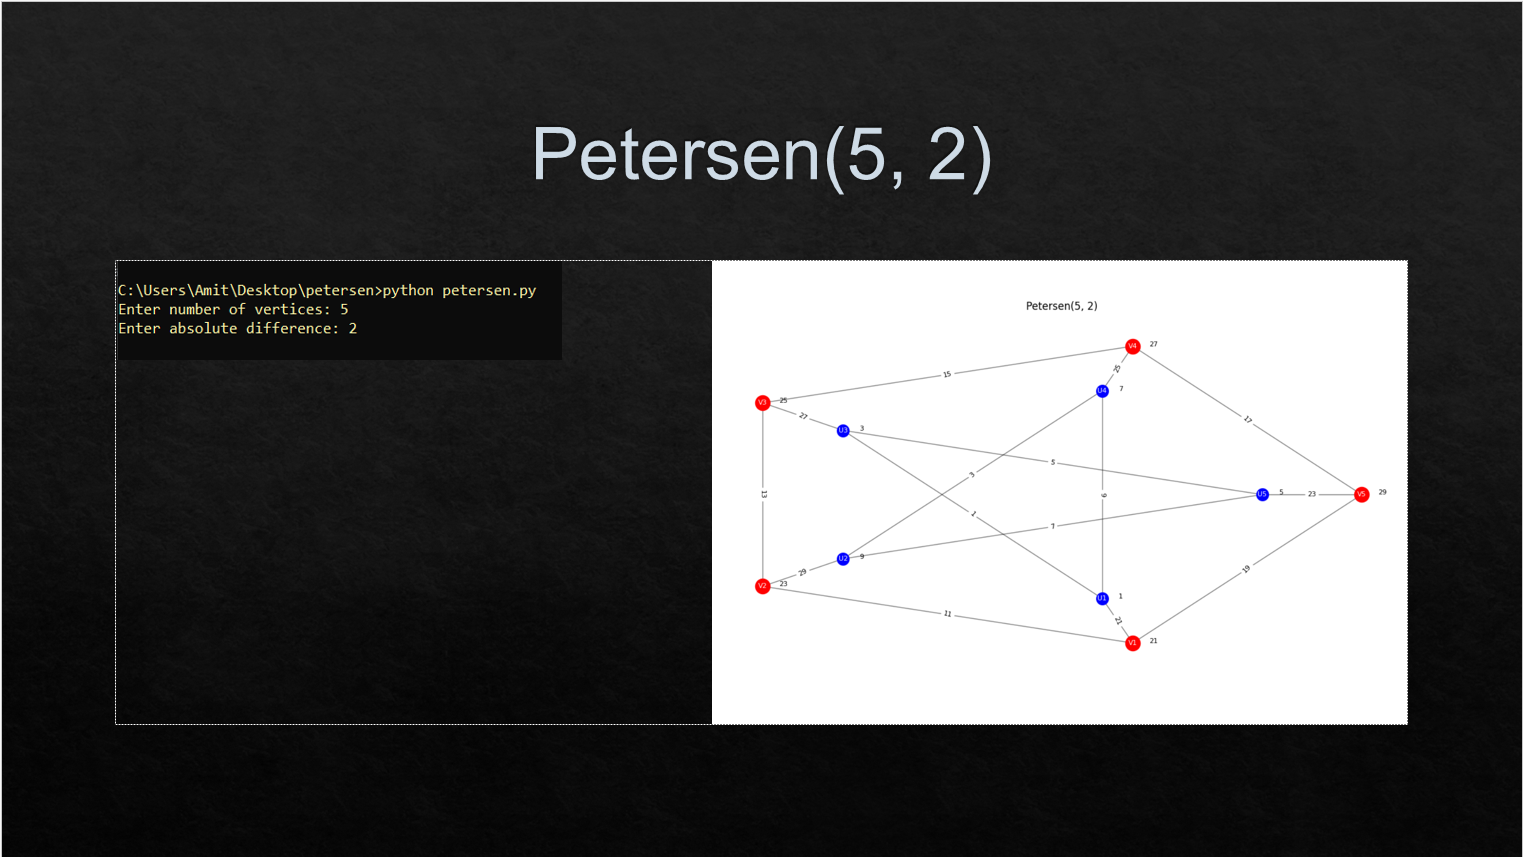 Petersen(5, 2)
C:\Users\Amit\Desktop\petersen>python petersen.py
Enter number of vertices: 5
Enter absolute difference: 2
Petersen(5, 2)
V4 27
15
25
U4 7
V3 25
27
17
U3 3
5
3
13
9
U5 5
23
V5 29
1
7
U2 9
29
19
V2 23
U1 1
11
21
V1 21